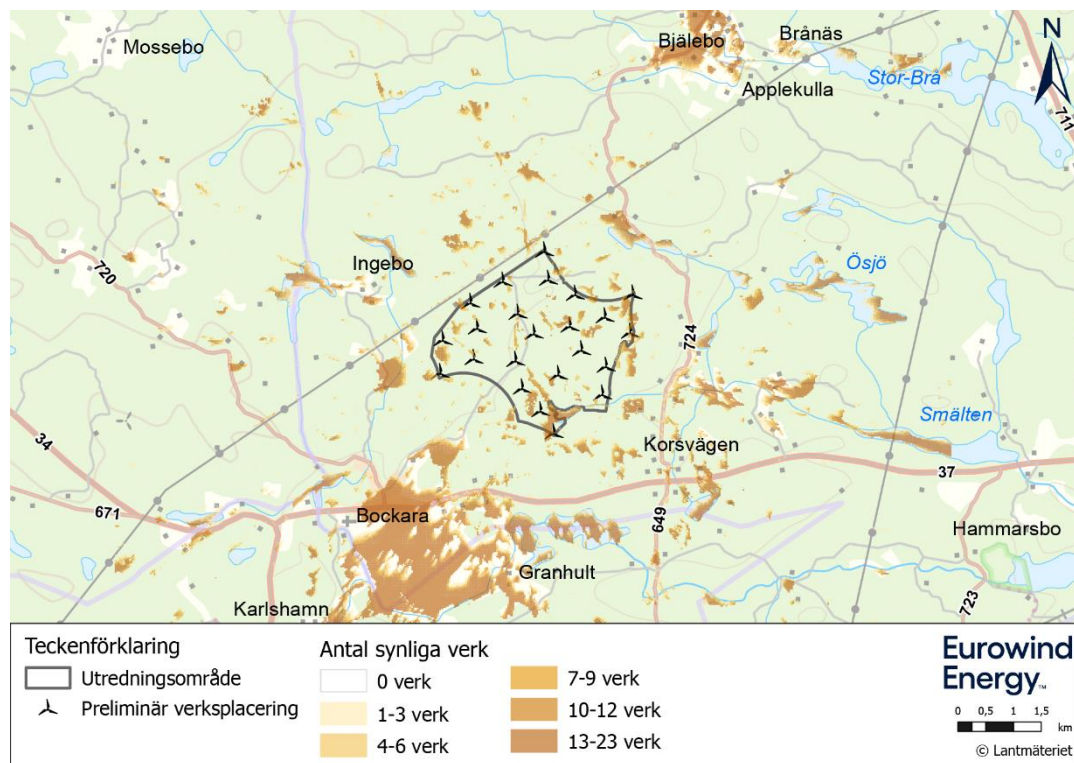 Mossebo
Bjälebo
Brånäs
N
Stor-Brå
Applekulla
711
720
Ingebo
Ösjö
724
34
Smälten
Korsvägen
37
671
Bockara
649
Hammarsbo
Granhult
Karlshamn
723
Teckenförklaring
Utredningsområde
Preliminär verksplacering
Antal synliga verk
0 verk
1-3 verk
4-6 verk
7-9 verk
10-12 verk
13-23 verk
Eurowind
Energy™
0 0,5 1 1,5
km
© Lantmäteriet